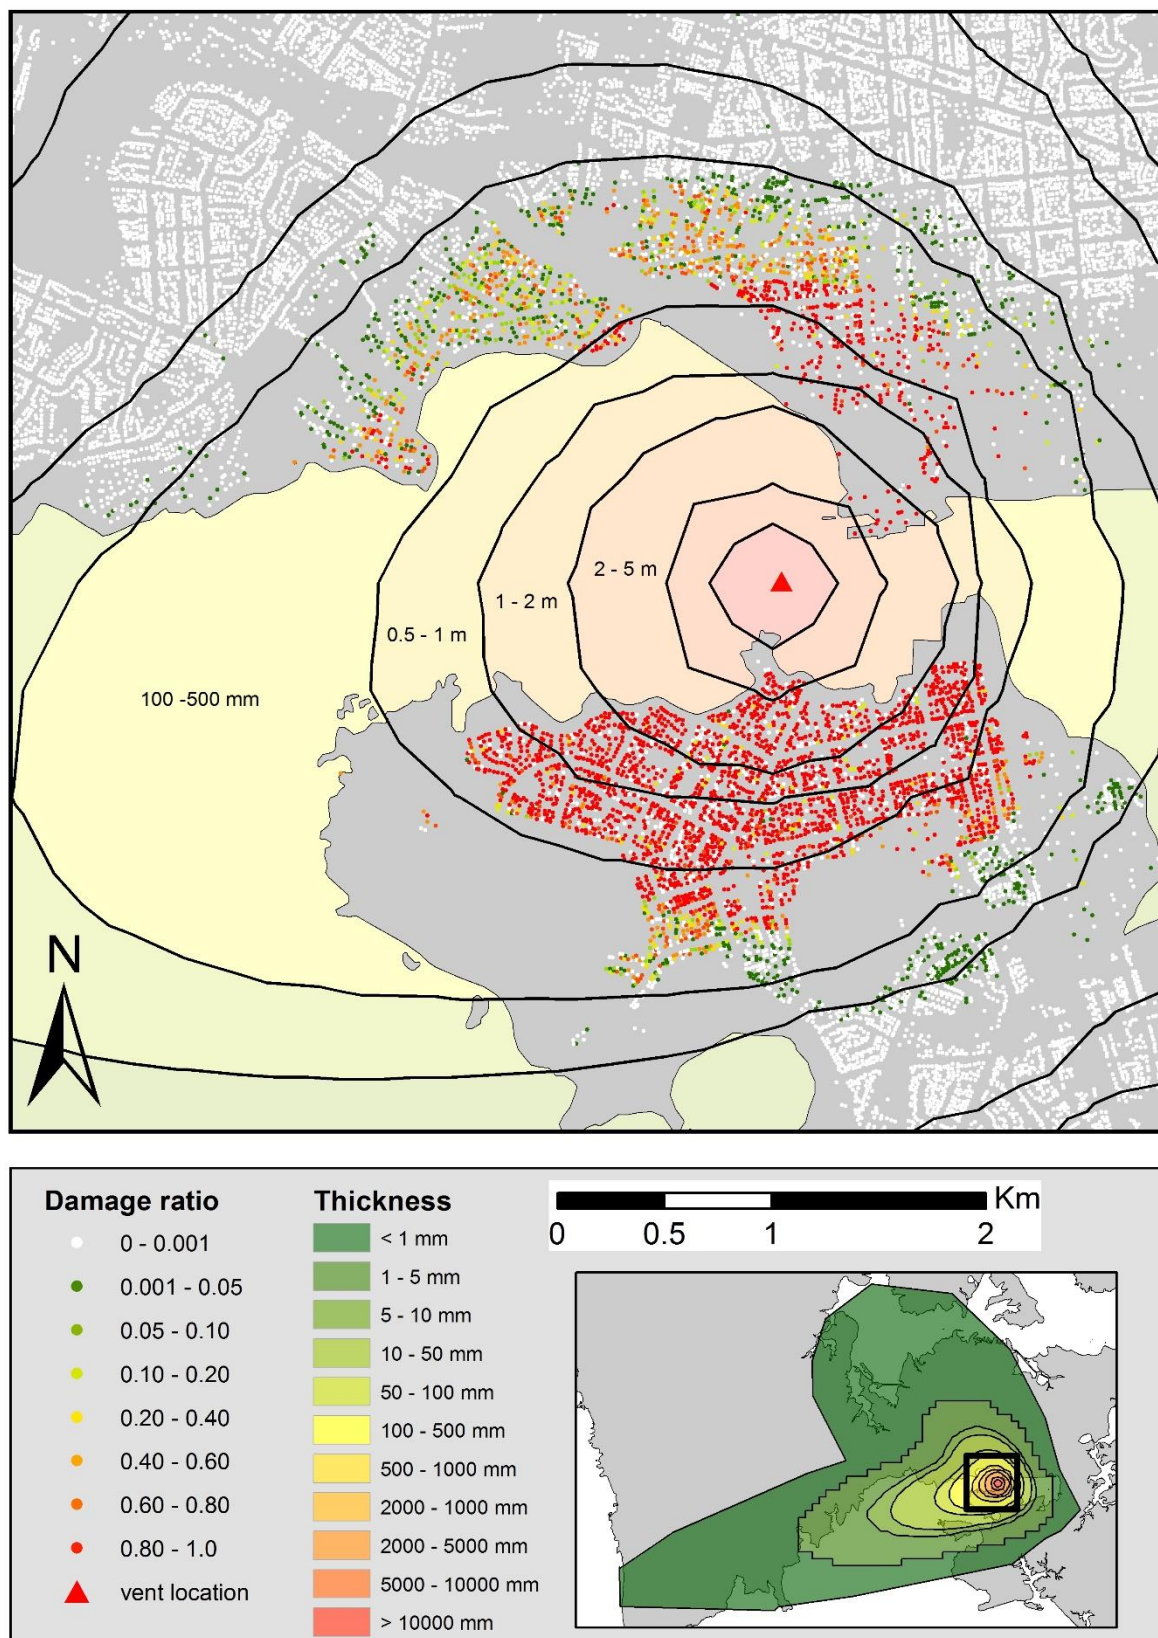 2 - 5 m
1 - 2 m
0.5 - 1 m
100 -500 mm
N
Damage ratio
0 - 0.001
0.001 - 0.05
0.05 - 0.10
0.10 - 0.20
0.20 - 0.40
0.40 - 0.60
0.60 - 0.80
0.80 - 1.0
vent location
Thickness
< 1 mm
1 - 5 mm
5 - 10 mm
10 - 50 mm
50 - 100 mm
100 - 500 mm
500 - 1000 mm
2000 - 1000 mm
2000 - 5000 mm
5000 - 10000 mm
> 10000 mm
Km
0 0.5 1 2